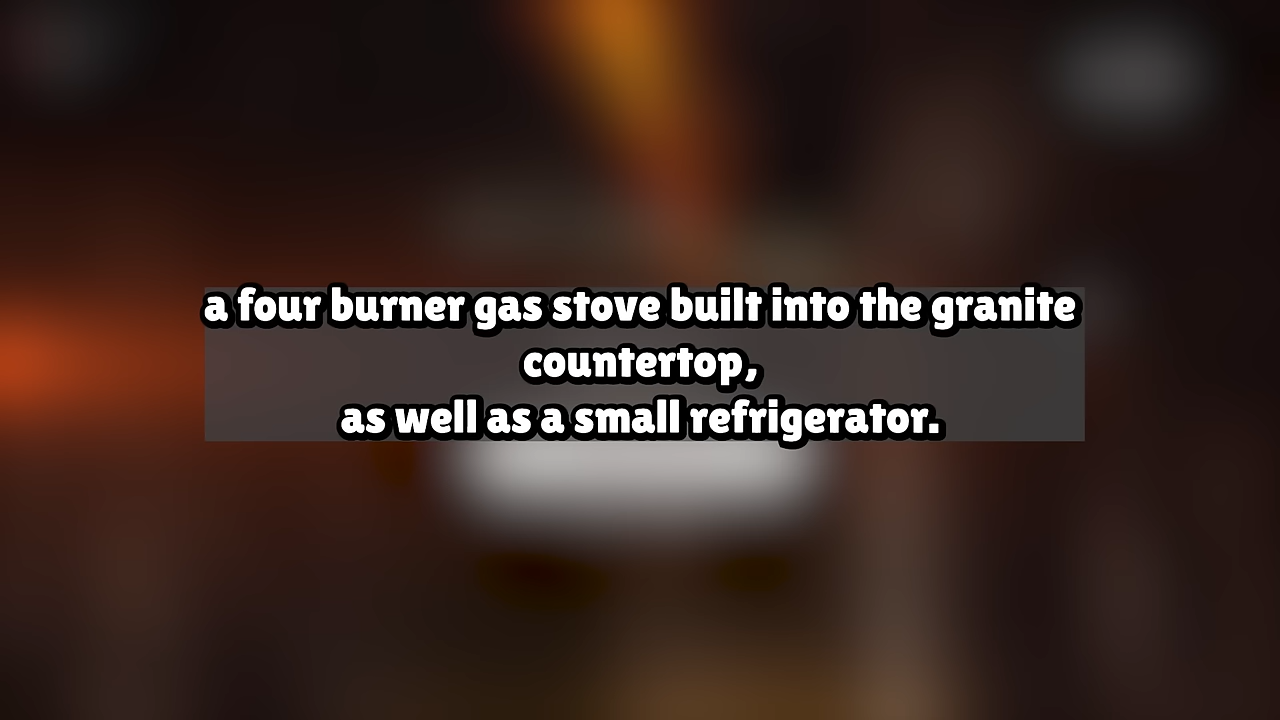 a four burner gas stove built into the granite
countertop,
as well as a small refrigerator.